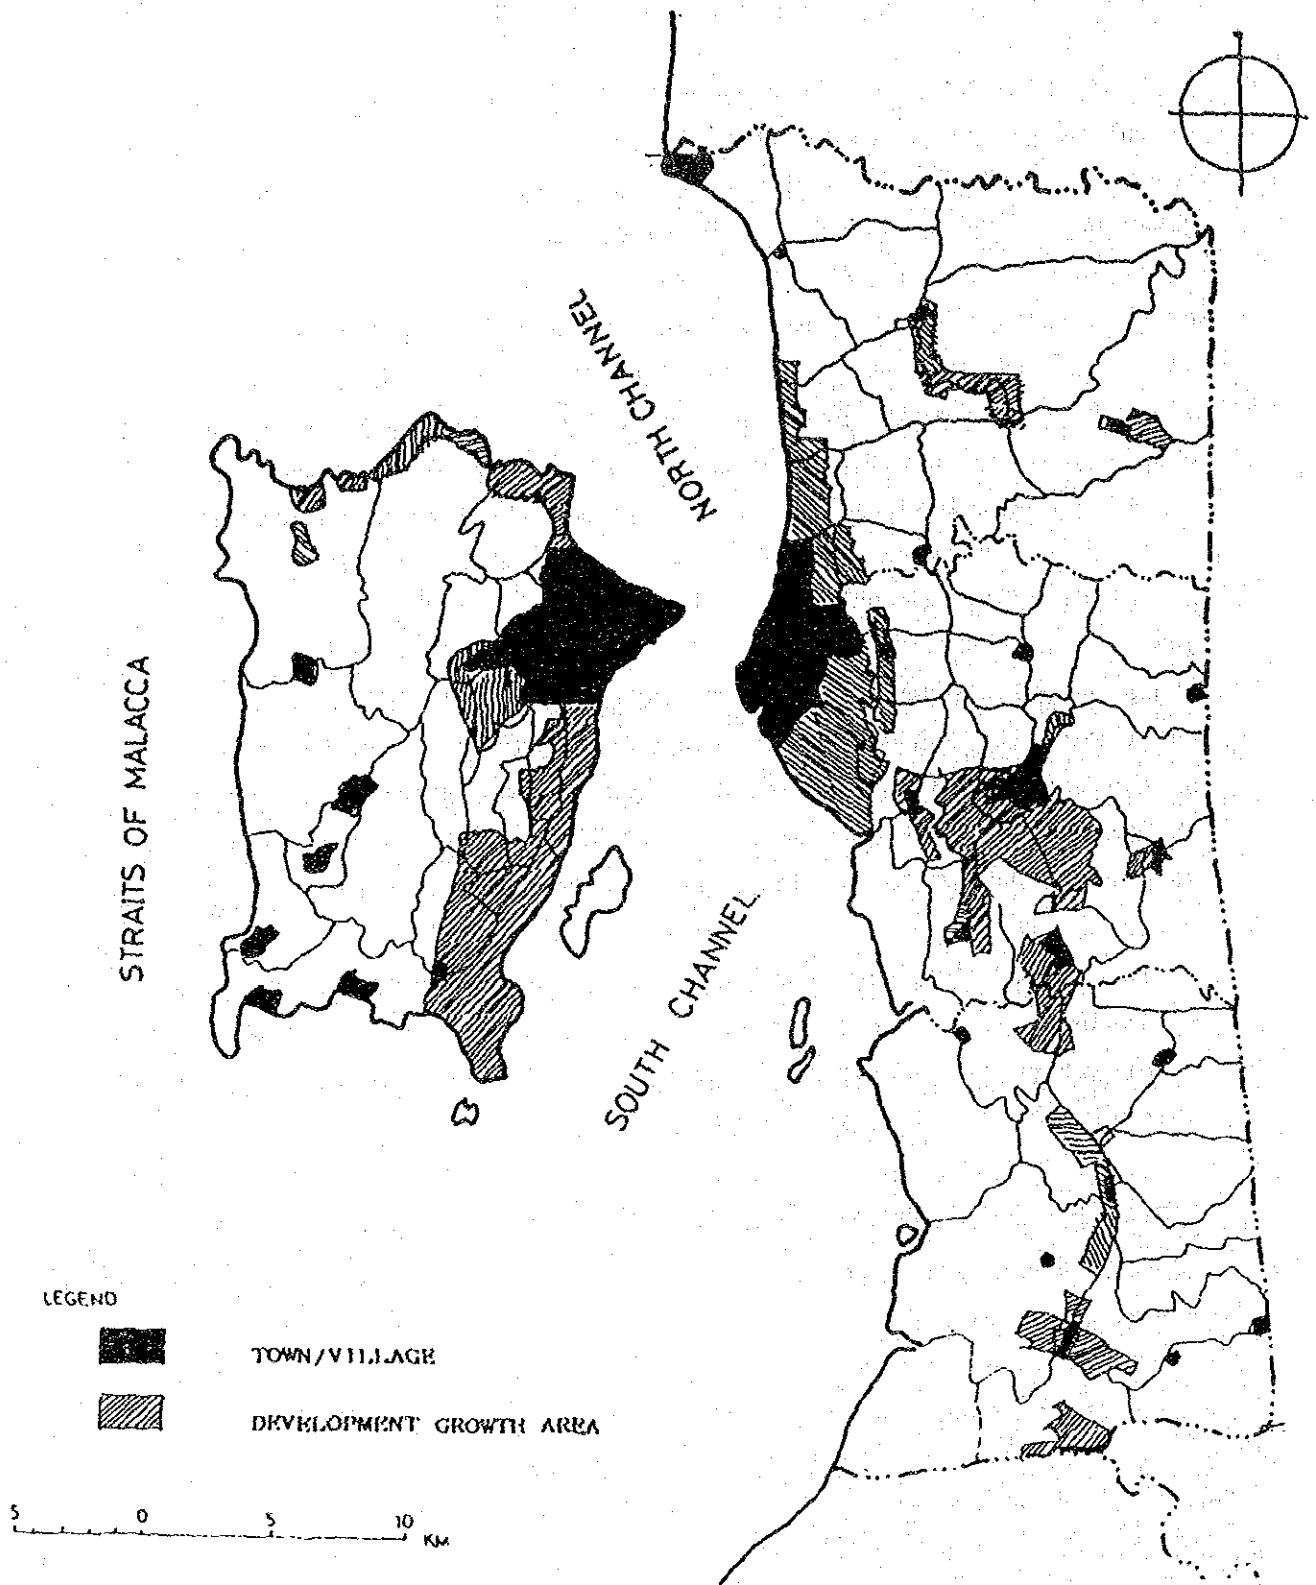 NORTH CHANNEL
STRAITS OF MALACCA
SOUTH CHANNEL.
LEGEND
TOWN/VILLAGE
DEVELOPMENT GROWTH AREA
5 0 5 10
KM